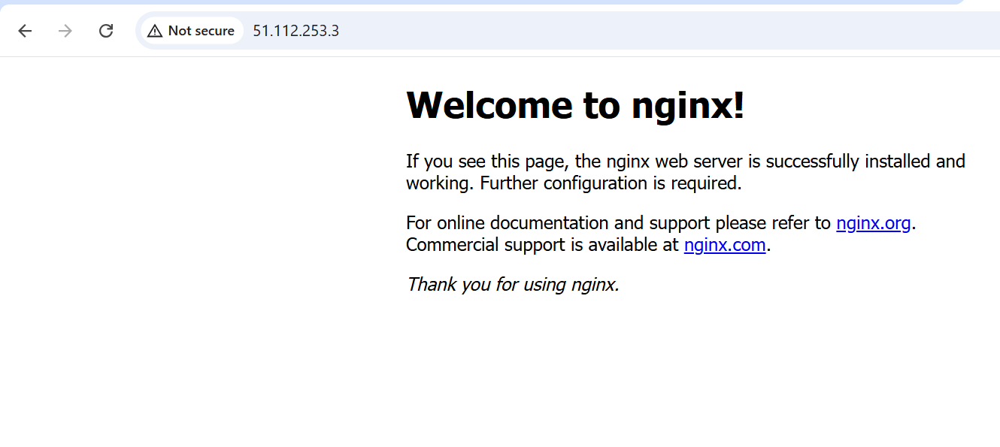 Not secure 51.112.253.3
Welcome to nginx!
If you see this page, the nginx web server is successfully installed and
working. Further configuration is required.
For online documentation and support please refer to nginx.org.
Commercial support is available at nginx.com.
Thank you for using nginx.